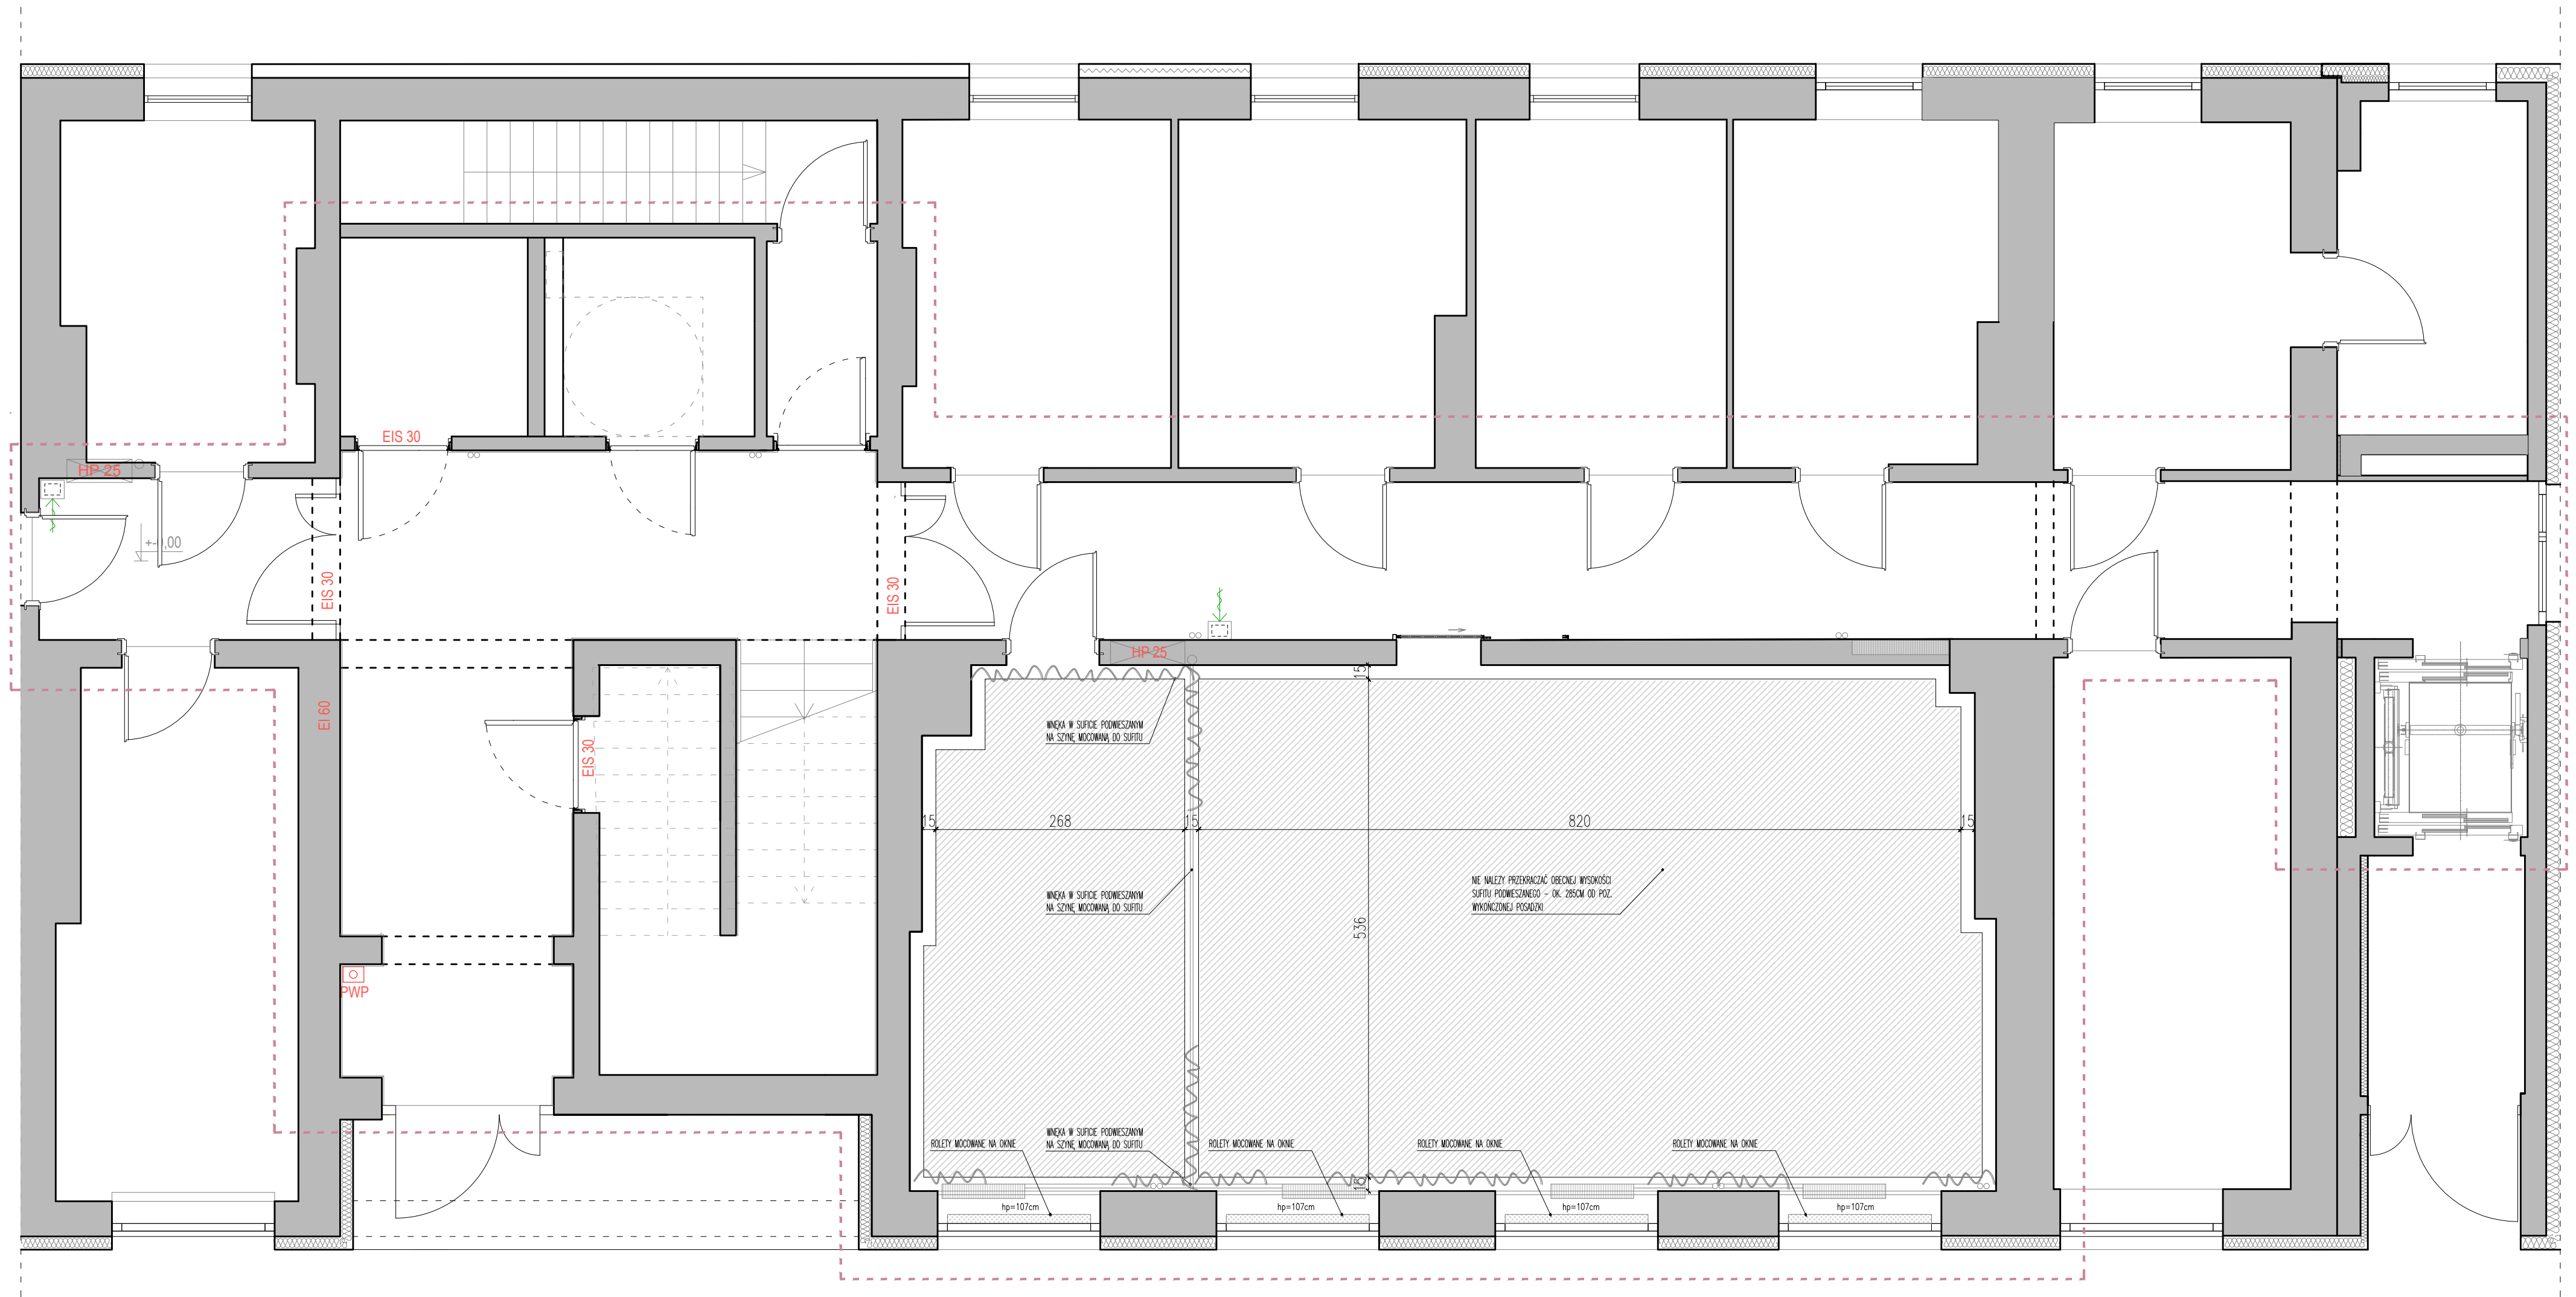 EIS 30
HP 25
+-0,00
EIS 30
EIS 30
HP 25
15
EI 60
EIS 30
WNĘKA W SUFICIE PODWIESZANYM
NA SZYNĘ MOCOWANĄ DO SUFITU
15
268
15
820
15
WNĘKA W SUFICIE PODWIESZANYM
NA SZYNĘ MOCOWANĄ DO SUFITU
536
NIE NALEŻY PRZEKRACZAĆ OBECNEJ WYSOKOŚCI
SUFITU PODWIESZANEGO - OK. 285CM OD POZ.
WYKOŃCZONEJ POSADZKI
PWP
ROLETY MOCOWANE NA OKNIE
WNĘKA W SUFICIE PODWIESZANYM
NA SZYNĘ MOCOWANĄ DO SUFITU
ROLETY MOCOWANE NA OKNIE
ROLETY MOCOWANE NA OKNIE
ROLETY MOCOWANE NA OKNIE
15
hp=107cm
hp=107cm
hp=107cm
hp=107cm